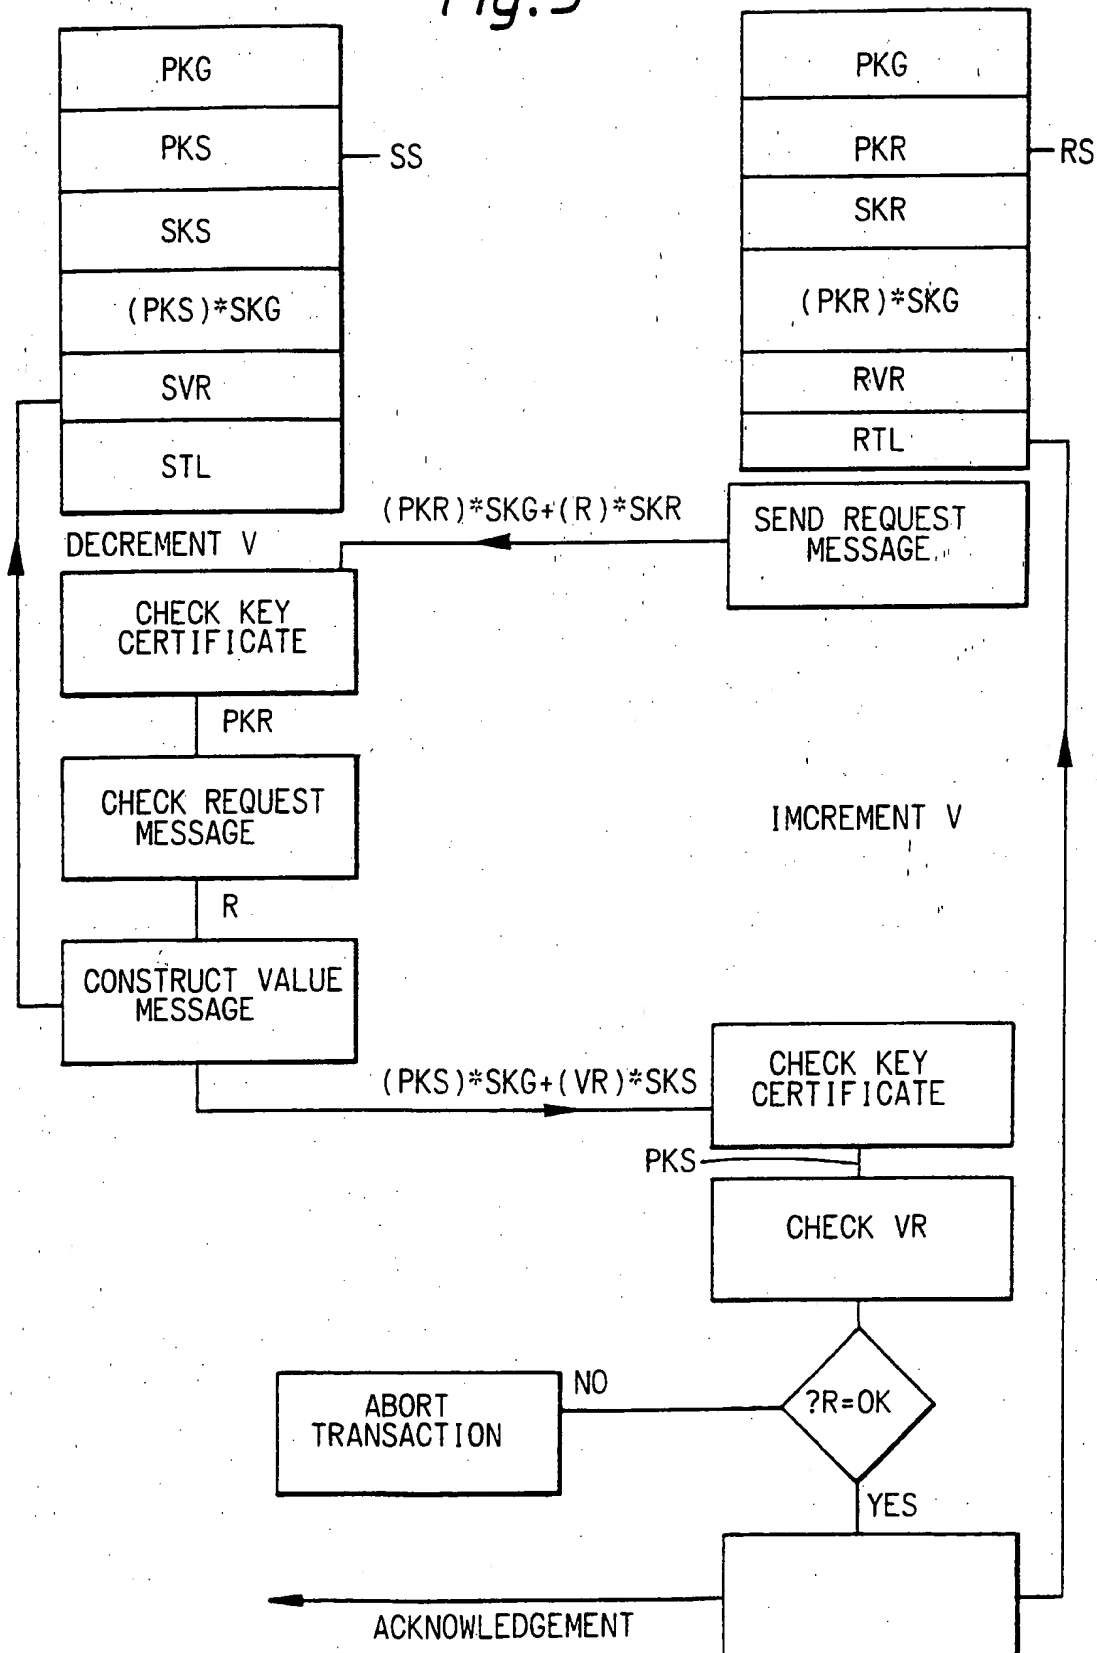 Fig.3
PKG
PKS
SS
SKS
(PKS)*SKG
SVR
STL
PKG
PKR
RS
SKR
(PKR)*SKG
RVR
RTL
(PKR)*SKG+(R)*SKR
SEND REQUEST
MESSAGE
DECREMENT V
CHECK KEY
CERTIFICATE
PKR
CHECK REQUEST
MESSAGE
IMCREMENT V
R
CONSTRUCT VALUE
MESSAGE
(PKS)*SKG+(VR)*SKS
CHECK KEY
CERTIFICATE
PKS
CHECK VR
?R=OK
NO
ABORT
TRANSACTION
YES
ACKNOWLEDGEMENT